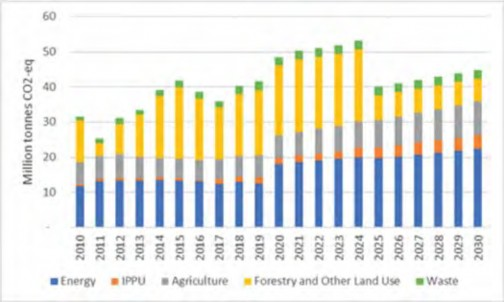 Million tonnes CO2-eq
60
50
40
30
20
10
-
2010 2011 2012 2013 2014 2015 2016 2017 2018 2019 2020 2021 2022 2023 2024 2025 2026 2027 2028 2029 2030
Energy IPPU Agriculture Forestry and Other Land Use Waste